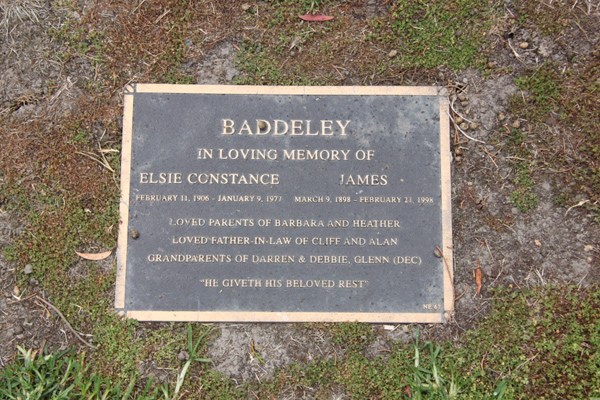 BADDELEY
IN LOVING MEMORY OF
ELSIE CONSTANCE JAMES
FEBRUARY 11, 1906 - JANUARY 9, 1977 MARCH 9, 1898 - FEBRUARY 21, 1998
LOVED PARENTS OF BARBARA AND HEATHER
LOVED FATHER-IN-LAW OF CLIFF AND ALAN
GRANDPARENTS OF DARREN & DEBBIE, GLENN (DEC)
"HE GIVETH HIS BELOVED REST"